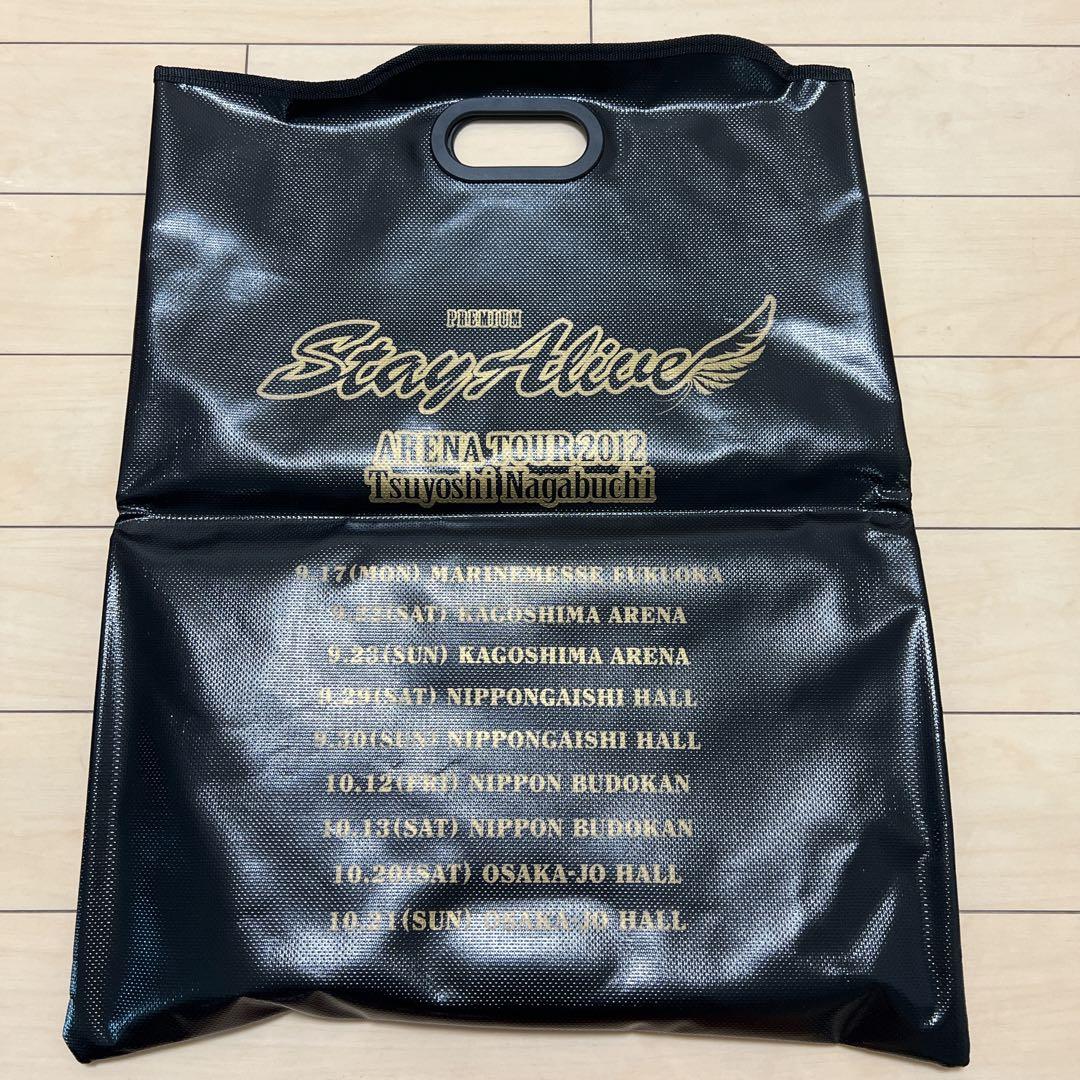 PREMIUM
Stay Alive
ARENA TOUR 2012
Tsuyoshi Nagabuchi
9.17(MON) MARINEMESSE FUKUOKA
9.22(SAT) KAGOSHIMA ARENA
9.23(SUN) KAGOSHIMA ARENA
9.29(SAT) NIPPONGAISHI HALL
9.30(SUN) NIPPONGAISHI HALL
10.12(FRI) NIPPON BUDOKAN
10.13(SAT) NIPPON BUDOKAN
10.20(SAT) OSAKA-JO HALL
10.21(SUN) OSAKA-JO HALL